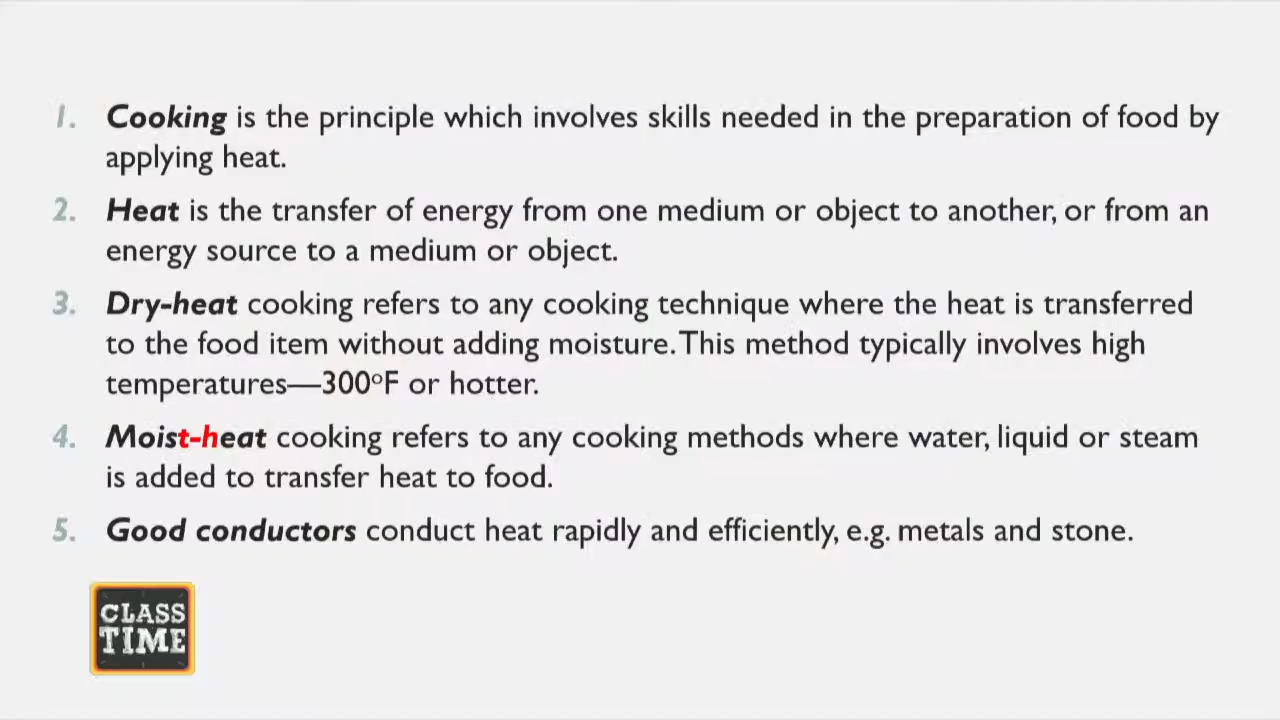 1. Cooking is the principle which involves skills needed in the preparation of food by
applying heat.
2. Heat is the transfer of energy from one medium or object to another, or from an
energy source to a medium or object.
3. Dry-heat cooking refers to any cooking technique where the heat is transferred
to the food item without adding moisture. This method typically involves high
temperatures—300°F or hotter.
4. Moist-heat cooking refers to any cooking methods where water, liquid or steam
is added to transfer heat to food.
5. Good conductors conduct heat rapidly and efficiently, e.g. metals and stone.
CLASS
TIME